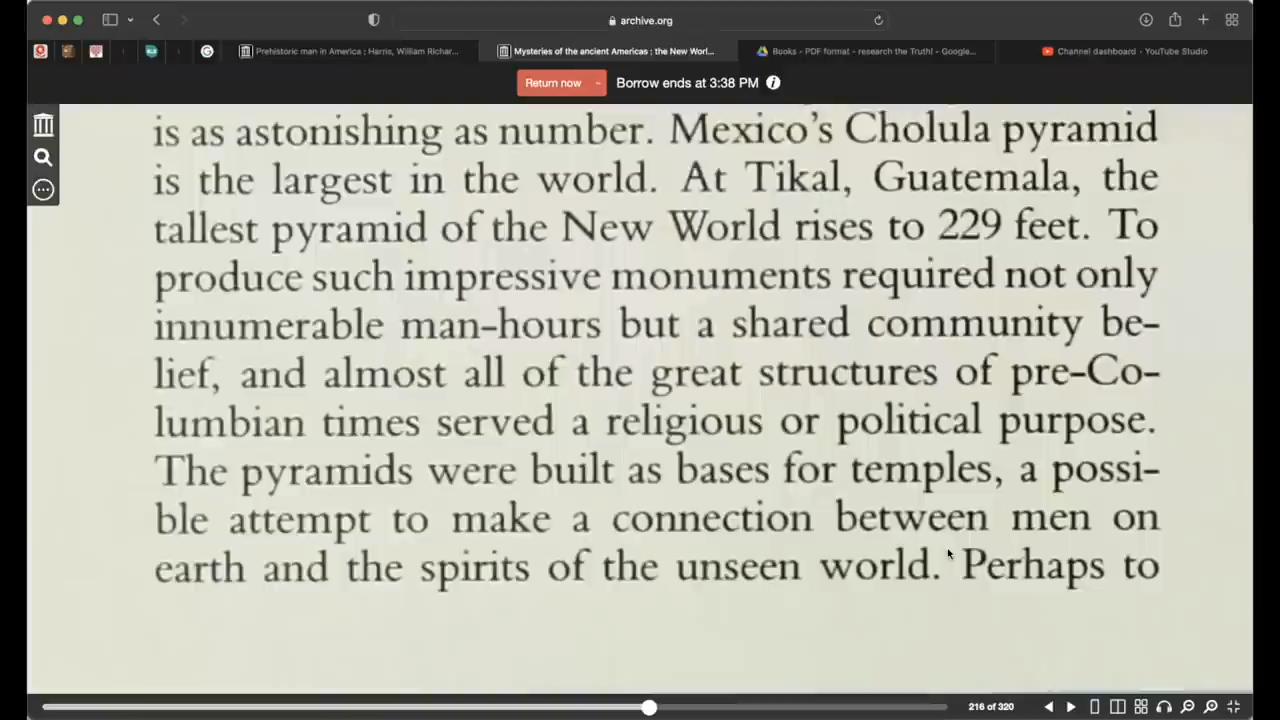 archive.org
Prehistoric man in America ; Harris, William Richar...
Mysteries of the ancient Americas ; the New Worl...
Books - PDF format - research the Truth! - Google...
Channel dashboard - YouTube Studio
Return now
Borrow ends at 3:38 PM
is as astonishing as number. Mexico's Cholula pyramid
is the largest in the world. At Tikal, Guatemala, the
tallest pyramid of the New World rises to 229 feet. To
produce such impressive monuments required not only
innumerable man-hours but a shared community be-
lief, and almost all of the great structures of pre-Co-
lumbian times served a religious or political purpose.
The pyramids were built as bases for temples, a possi-
ble attempt to make a connection between men on
earth and the spirits of the unseen world. Perhaps to
216 of 320